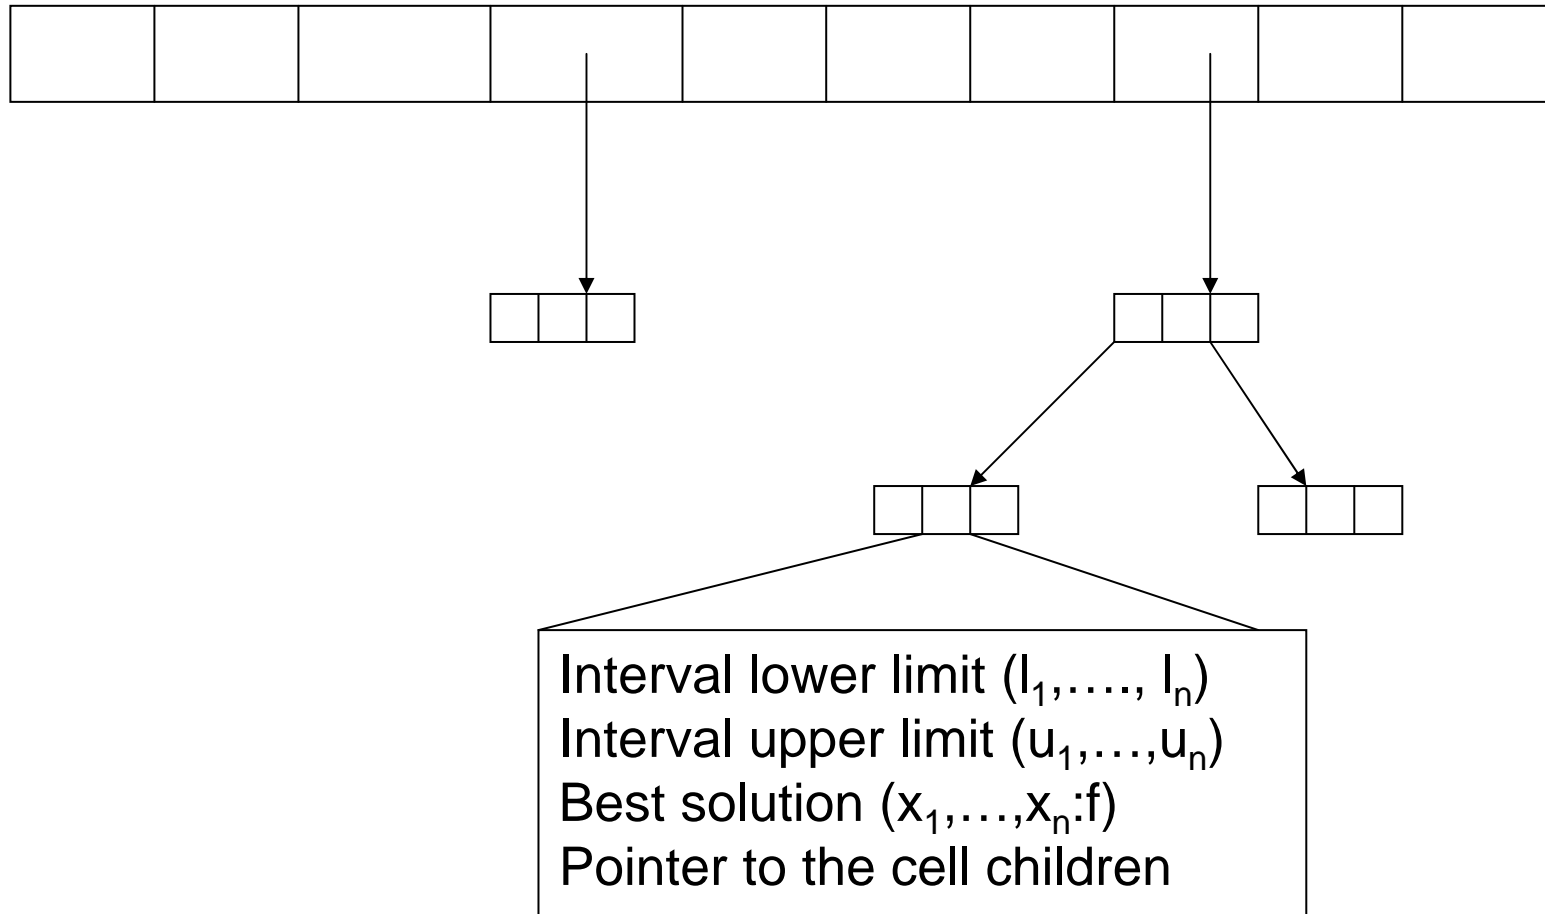 Interval lower limit (l₁,…., lₙ)
Interval upper limit (u₁,…,uₙ)
Best solution (x₁,…,xₙ:f)
Pointer to the cell children